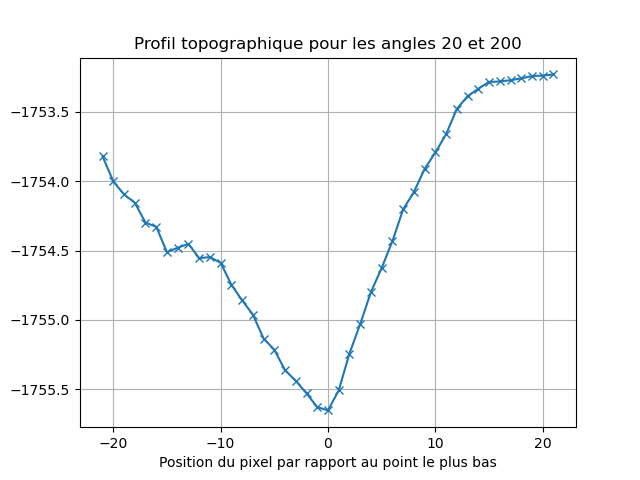 Profil topographique pour les angles 20 et 200
−1753.5
−1754.0
−1754.5
−1755.0
−1755.5
−20 −10 0 10 20
Position du pixel par rapport au point le plus bas